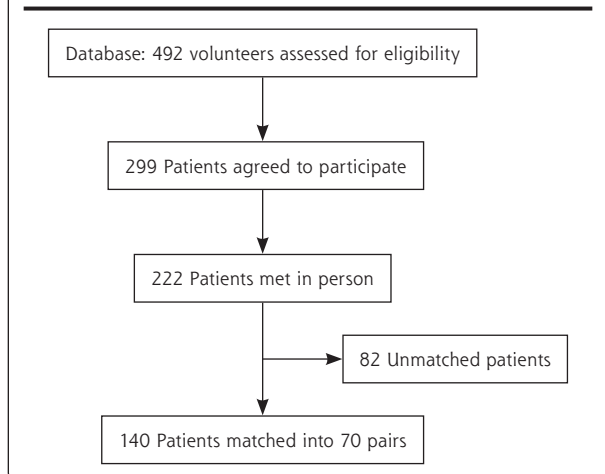 Database: 492 volunteers assessed for eligibility
299 Patients agreed to participate
222 Patients met in person
82 Unmatched patients
140 Patients matched into 70 pairs